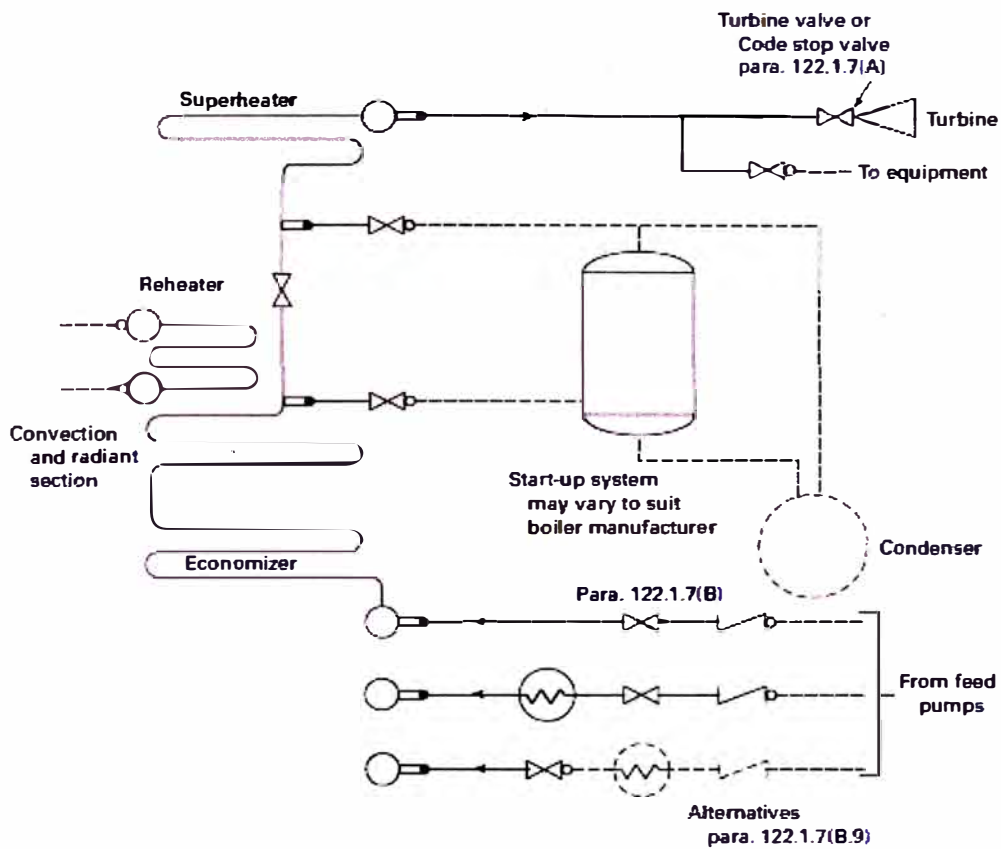 Turbine valve or
Code stop valve
para. 122.1.7(A)
Superheater
Turbine
To equipment
Reheater
Convection
and radiant
section
Start-up system
may vary to suit
boiler manufacturer
Condenser
Economizer
Para. 122.1.7(B)
From feed
pumps
Alternatives
para. 122.1.7(B.9)